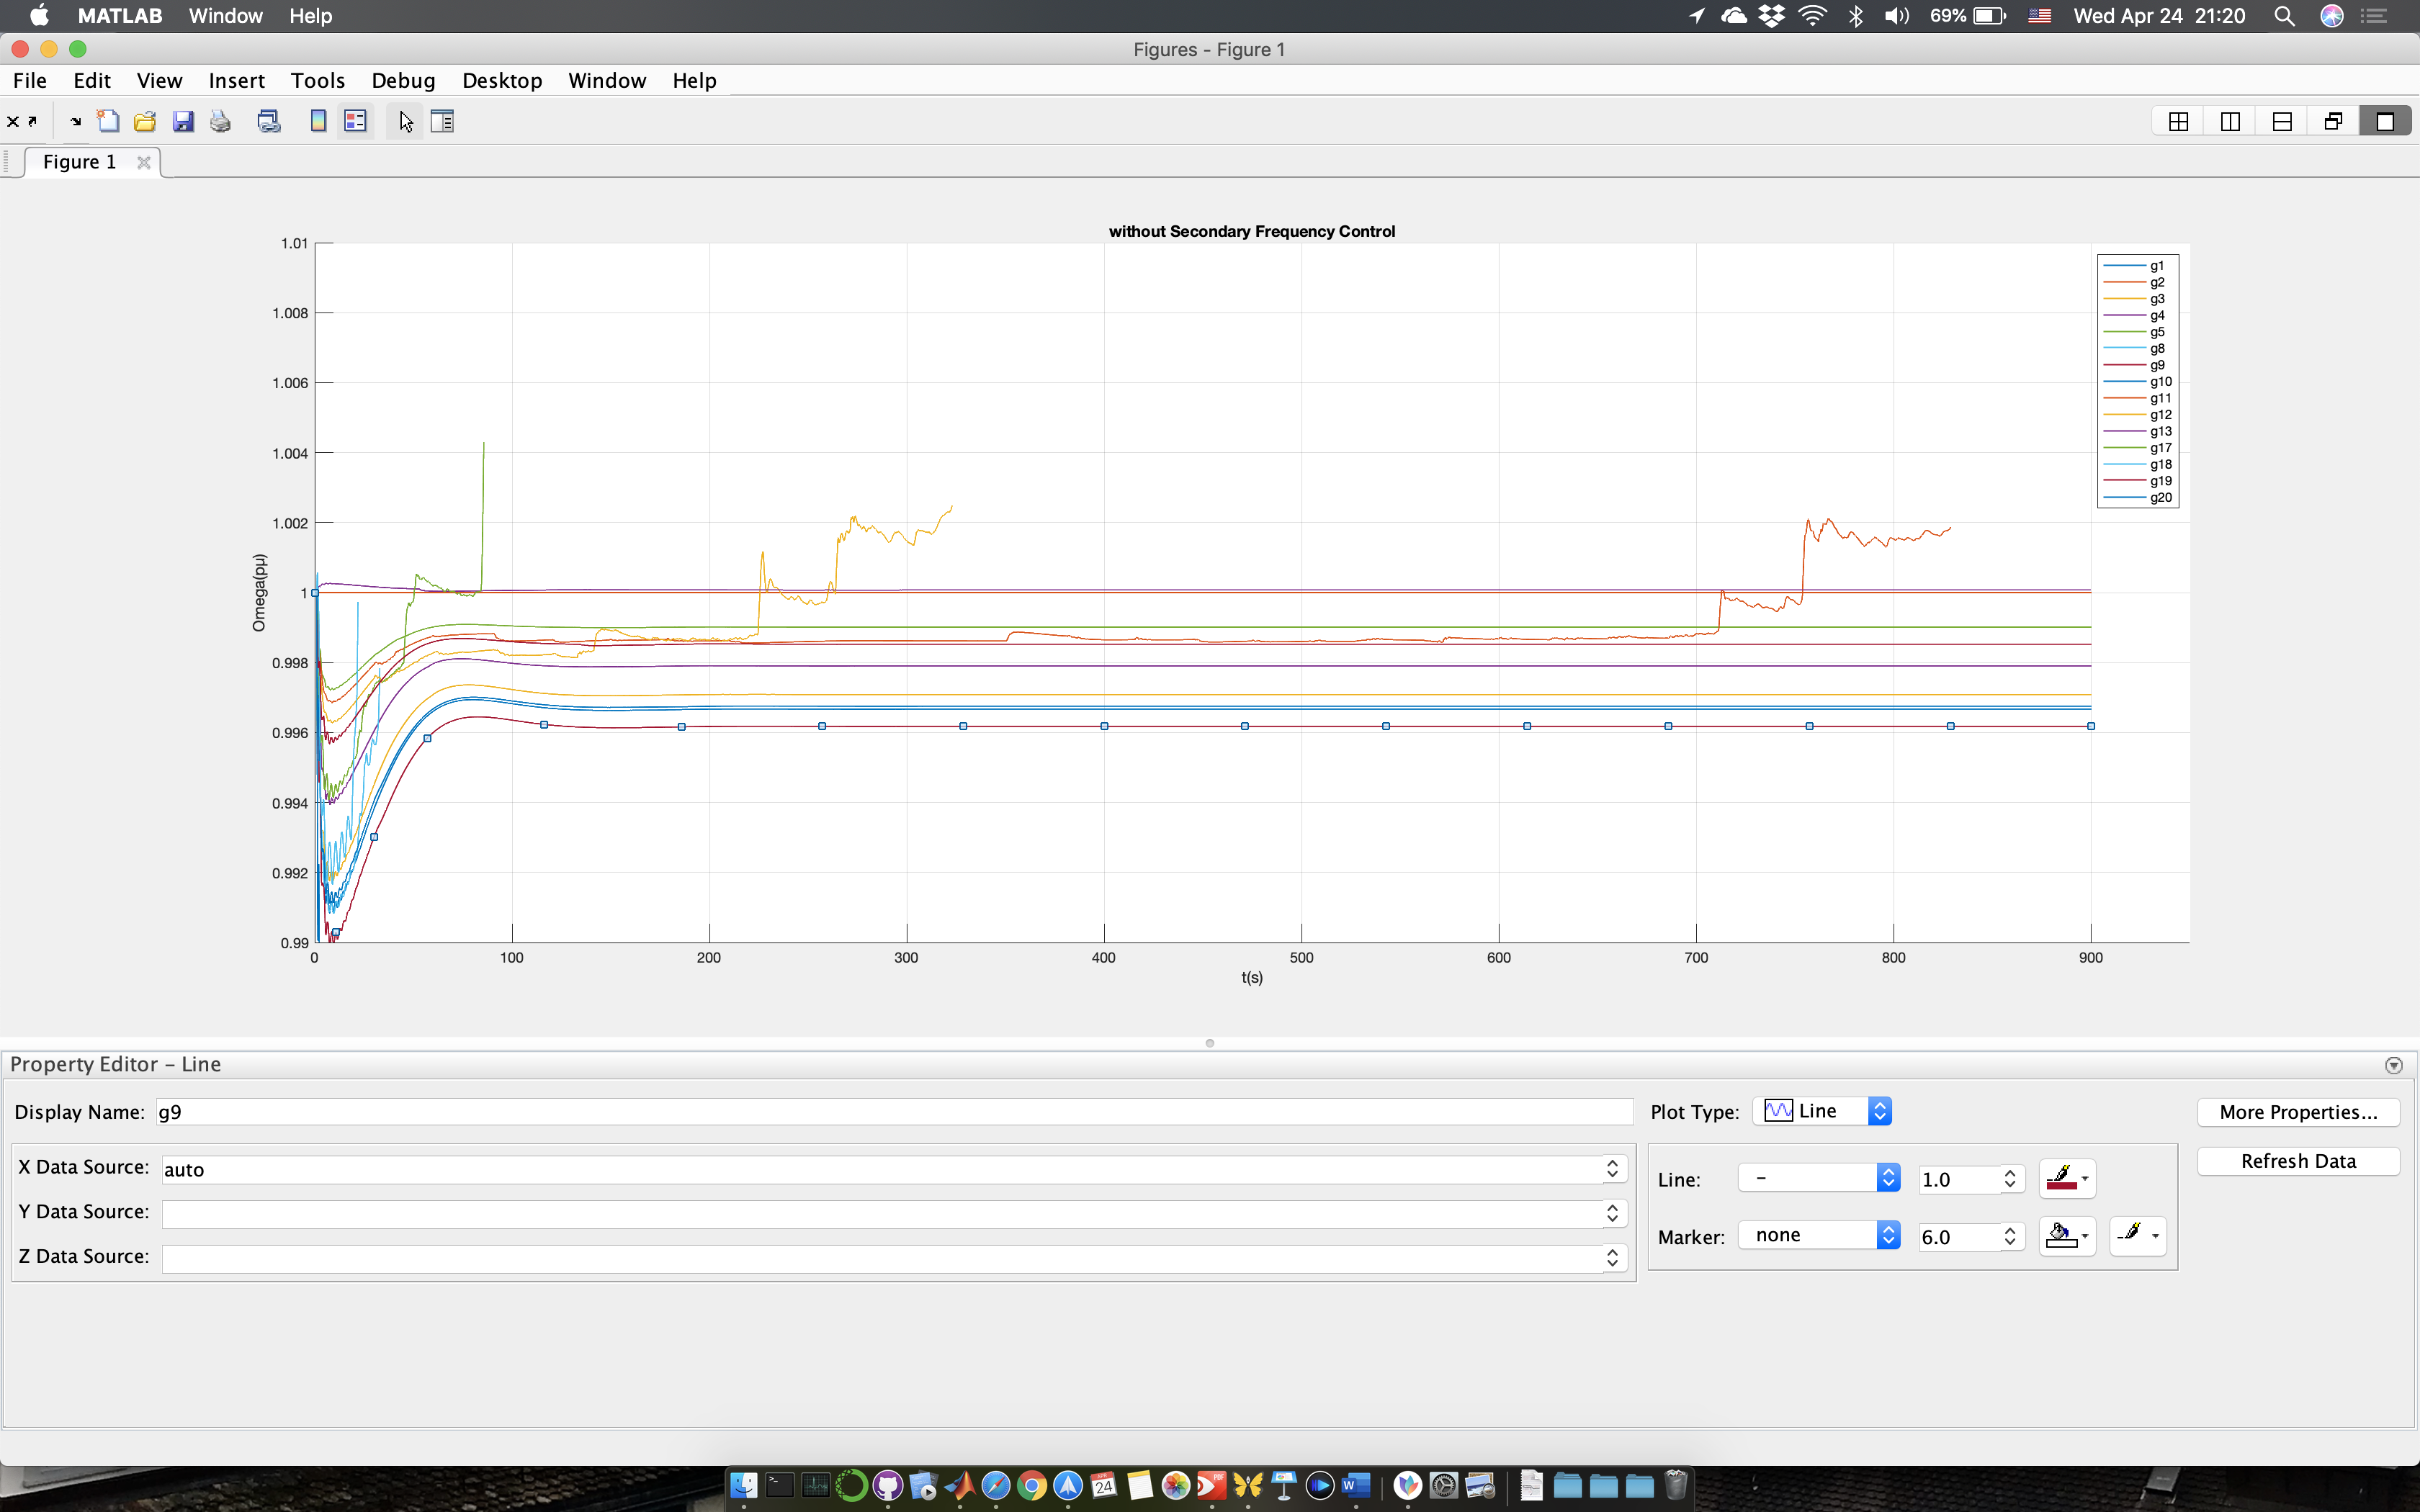 MATLAB Window Help 69% Wed Apr 24 21:20
Figures - Figure 1
File Edit View Insert Tools Debug Desktop Window Help
Figure 1
without Secondary Frequency Control
1.01
1.008
1.006
1.004
1.002
1
0.998
0.996
0.994
0.992
0.99
Omega(pμ)
0 100 200 300 400 500 600 700 800 900
t(s)
g1
g2
g3
g4
g5
g8
g9
g10
g11
g12
g13
g17
g18
g19
g20
Property Editor – Line
Display Name: g9 Plot Type: Line More Properties...
X Data Source: auto Line: – 1.0 Refresh Data
Y Data Source:
Z Data Source: Marker: none 6.0
24
PDF
W